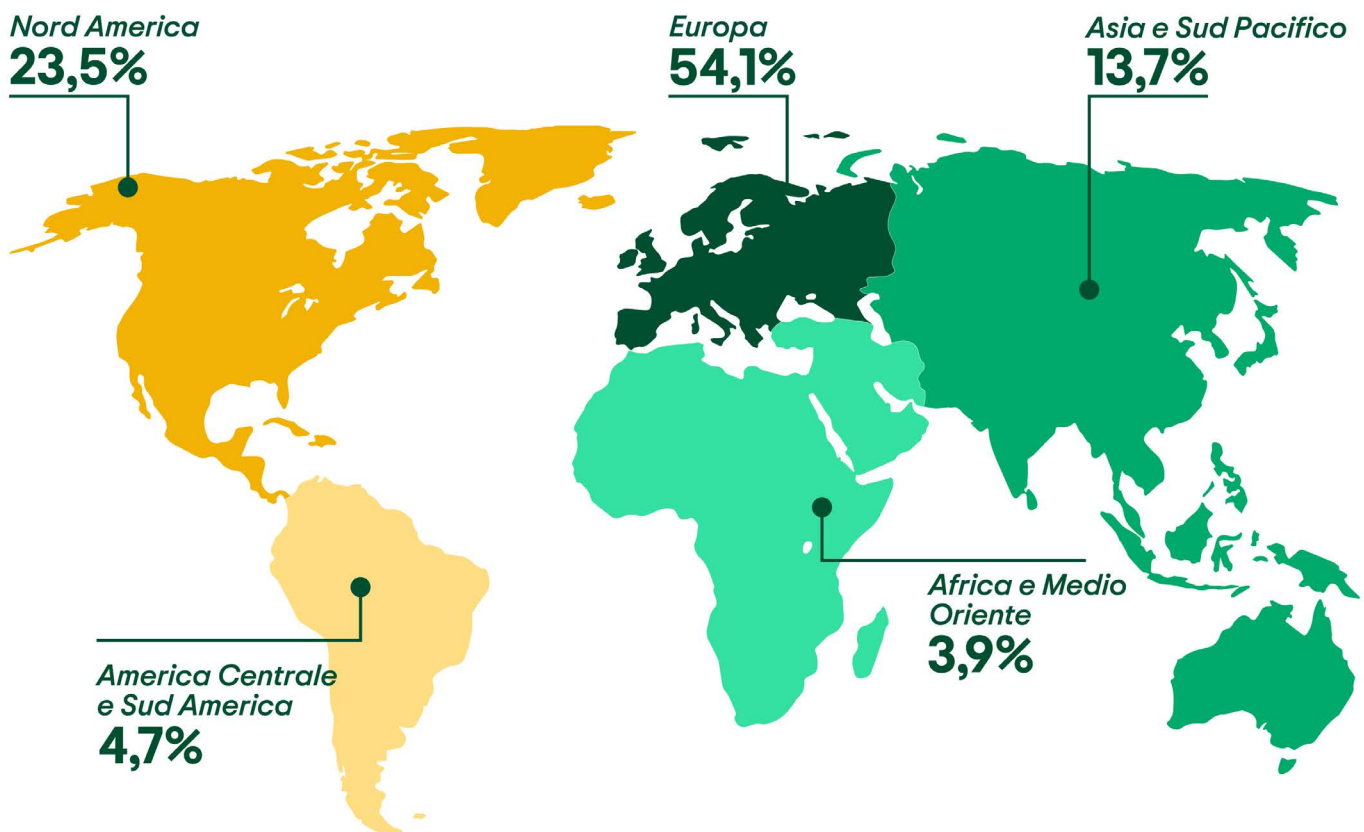 Nord America
23,5%
Europa
54,1%
Asia e Sud Pacifico
13,7%
Africa e Medio
Oriente
3,9%
America Centrale
e Sud America
4,7%